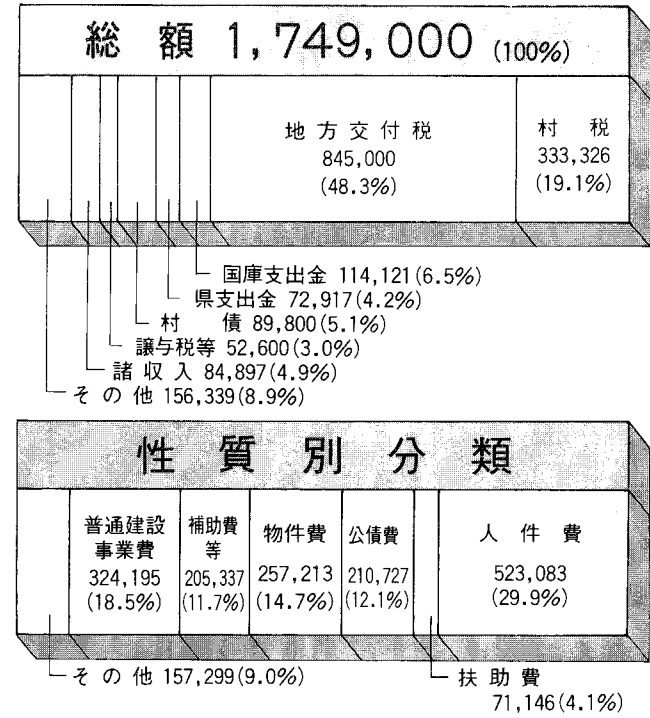 総額 1,749,000 (100%)
地方交付税
845,000
(48.3%)
村税
333,326
(19.1%)
国庫支出金 114,121(6.5%)
県支出金 72,917(4.2%)
村債 89,800(5.1%)
譲与税等 52,600(3.0%)
諸収入 84,897(4.9%)
その他 156,339(8.9%)
性質別分類
普通建設
事業費
324,195
(18.5%)
補助費
等
205,337
(11.7%)
物件費
257,213
(14.7%)
公債費
210,727
(12.1%)
人件費
523,083
(29.9%)
その他 157,299(9.0%)
扶助費
71,146(4.1%)